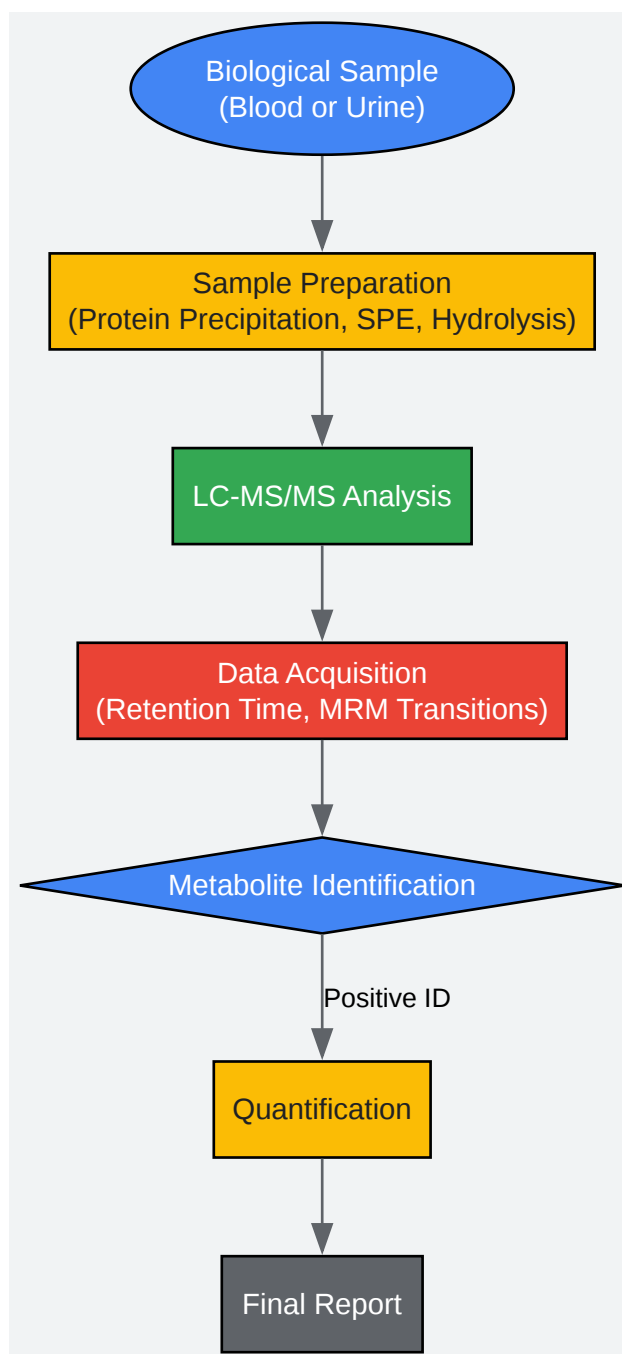 Biological Sample
(Blood or Urine)
Sample Preparation
(Protein Precipitation, SPE, Hydrolysis)
LC-MS/MS Analysis
Data Acquisition
(Retention Time, MRM Transitions)
Metabolite Identification
Positive ID
Quantification
Final Report